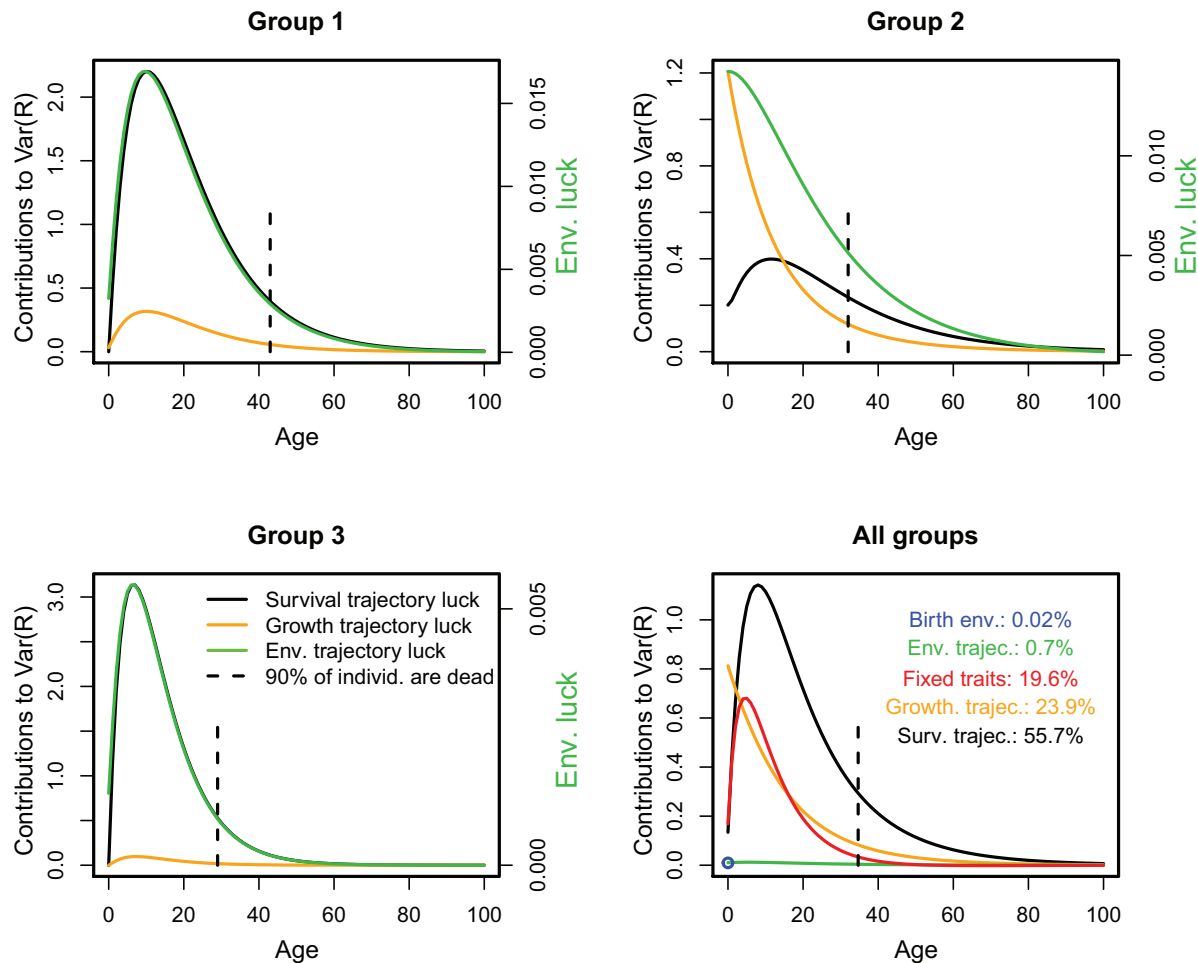 Group 1
Contributions to Var(R)
0.0
0.5
1.0
1.5
2.0
0.000
0.005
0.010
0.015
Env. luck
0 20 40 60 80 100
Age
Group 2
Contributions to Var(R)
0.0
0.4
0.8
1.2
0.000
0.005
0.010
Env. luck
0 20 40 60 80 100
Age
Group 3
Contributions to Var(R)
0.0
1.0
2.0
3.0
Survival trajectory luck
Growth trajectory luck
Env. trajectory luck
90% of individ. are dead
0.000
0.005
Env. luck
0 20 40 60 80 100
Age
All groups
Contributions to Var(R)
0.0
0.2
0.4
0.6
0.8
1.0
Birth env.: 0.02%
Env. trajec.: 0.7%
Fixed traits: 19.6%
Growth. trajec.: 23.9%
Surv. trajec.: 55.7%
0 20 40 60 80 100
Age